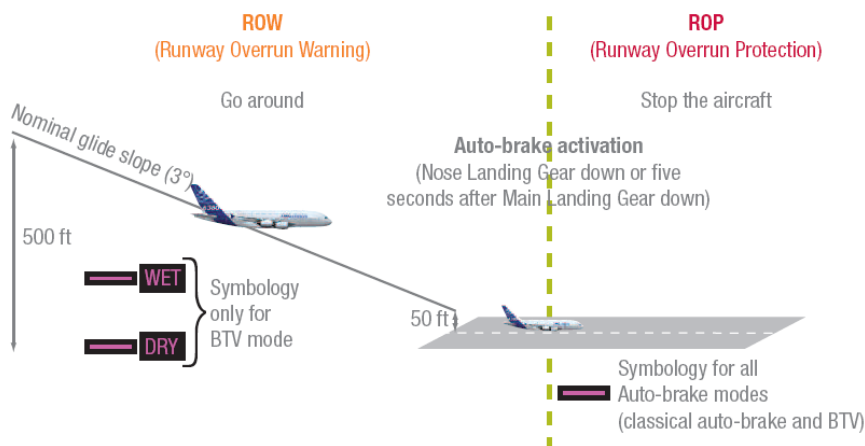 ROW
(Runway Overrun Warning)
ROP
(Runway Overrun Protection)
Go around
Stop the aircraft
Nominal glide slope (3°)
Auto-brake activation
(Nose Landing Gear down or five
seconds after Main Landing Gear down)
500 ft
WET
DRY
Symbology
only for
BTV mode
50 ft
Symbology for all
Auto-brake modes
(classical auto-brake and BTV)